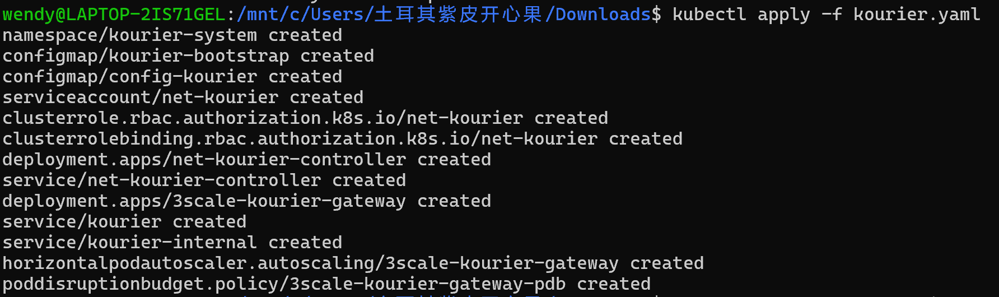 wendy@LAPTOP-2IS71GEL:/mnt/c/Users/土耳其紫皮开心果/Downloads$ kubectl apply -f kourier.yaml
namespace/kourier-system created
configmap/kourier-bootstrap created
configmap/config-kourier created
serviceaccount/net-kourier created
clusterrole.rbac.authorization.k8s.io/net-kourier created
clusterrolebinding.rbac.authorization.k8s.io/net-kourier created
deployment.apps/net-kourier-controller created
service/net-kourier-controller created
deployment.apps/3scale-kourier-gateway created
service/kourier created
service/kourier-internal created
horizontalpodautoscaler.autoscaling/3scale-kourier-gateway created
poddisruptionbudget.policy/3scale-kourier-gateway-pdb created